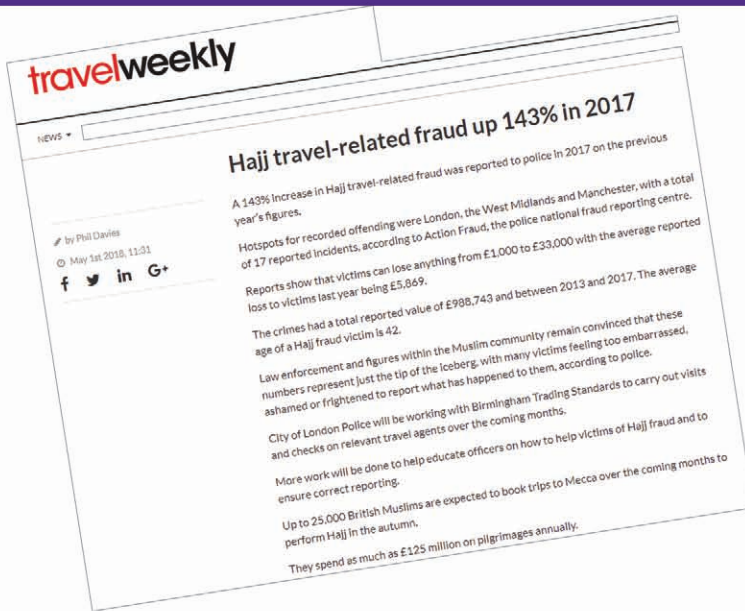 travelweekly
NEWS
Hajj travel-related fraud up 143% in 2017
by Phil Davies
May 1st 2018, 11:31
f in G+
A 143% increase in Hajj travel-related fraud was reported to police in 2017 on the previous
year's figures.
Hotspots for recorded offending were London, the West Midlands and Manchester, with a total
of 17 reported incidents, according to Action Fraud, the police national fraud reporting centre.
Reports show that victims can lose anything from £1,000 to £33,000 with the average reported
loss to victims last year being £5,869.
The crimes had a total reported value of £988,743 and between 2013 and 2017. The average
age of a Hajj fraud victim is 42.
Law enforcement and figures within the Muslim community remain convinced that these
numbers represent just the tip of the iceberg, with many victims feeling too embarrassed,
ashamed or frightened to report what has happened to them, according to police.
City of London Police will be working with Birmingham Trading Standards to carry out visits
and checks on relevant travel agents over the coming months.
More work will be done to help educate officers on how to help victims of Hajj fraud and to
ensure correct reporting.
Up to 25,000 British Muslims are expected to book trips to Mecca over the coming months to
perform Hajj in the autumn.
They spend as much as £125 million on pilgrimages annually.